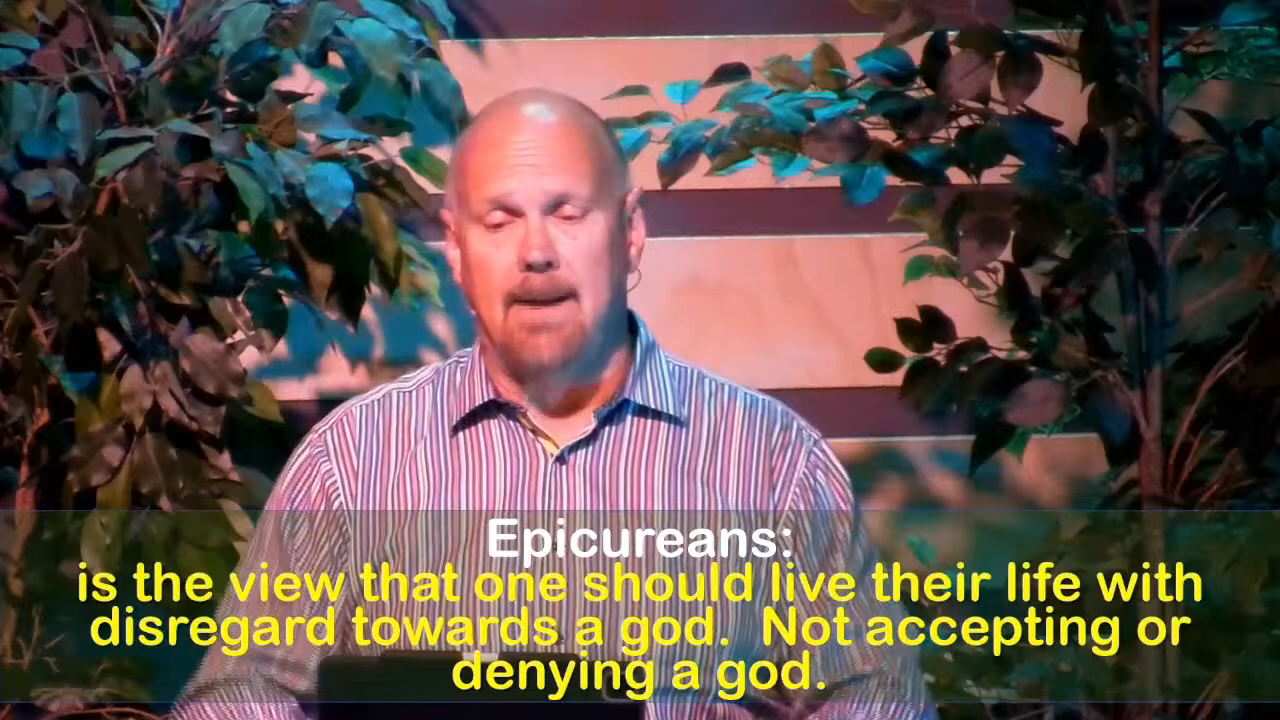 Epicureans:
is the view that one should live their life with
disregard towards a god.  Not accepting or
denying a god.